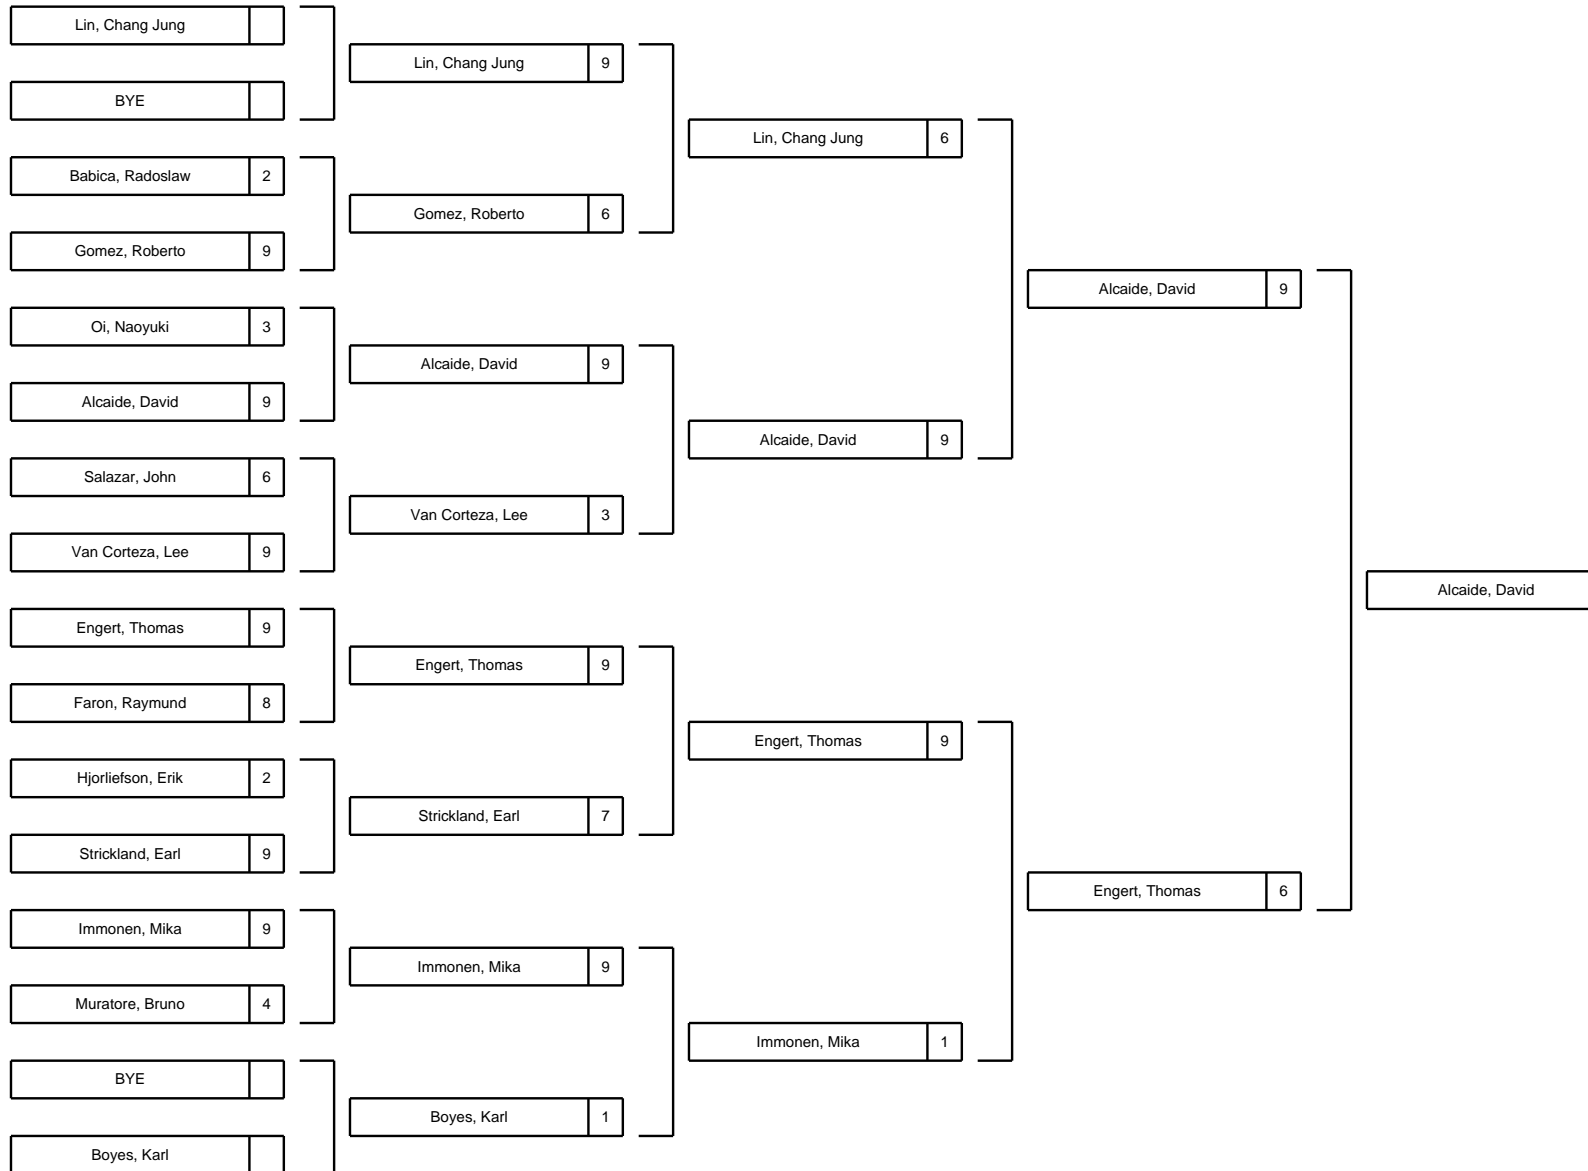 Lin, Chang Jung
BYE
Babica, Radoslaw 2
Gomez, Roberto 9
Oi, Naoyuki 3
Alcaide, David 9
Salazar, John 6
Van Corteza, Lee 9
Engert, Thomas 9
Faron, Raymund 8
Hjorliefson, Erik 2
Strickland, Earl 9
Immonen, Mika 9
Muratore, Bruno 4
BYE
Boyes, Karl
Lin, Chang Jung 9
Gomez, Roberto 6
Alcaide, David 9
Van Corteza, Lee 3
Engert, Thomas 9
Strickland, Earl 7
Immonen, Mika 9
Boyes, Karl 1
Lin, Chang Jung 6
Alcaide, David 9
Engert, Thomas 9
Immonen, Mika 1
Alcaide, David 9
Engert, Thomas 6
Alcaide, David